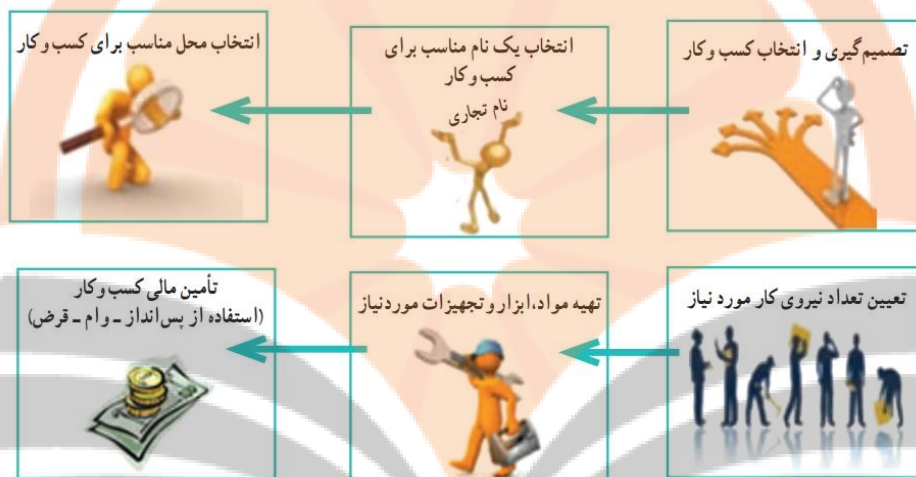 تصمیم‌گیری و انتخاب کسب و کار
انتخاب یک نام مناسب برای
کسب و کار
نام تجاری
انتخاب محل مناسب برای کسب و کار
تعیین تعداد نیروی کار مورد نیاز
تهیه مواد، ابزار و تجهیزات مورد نیاز
تأمین مالی کسب و کار
(استفاده از پس‌انداز ـ وام ـ قرض)